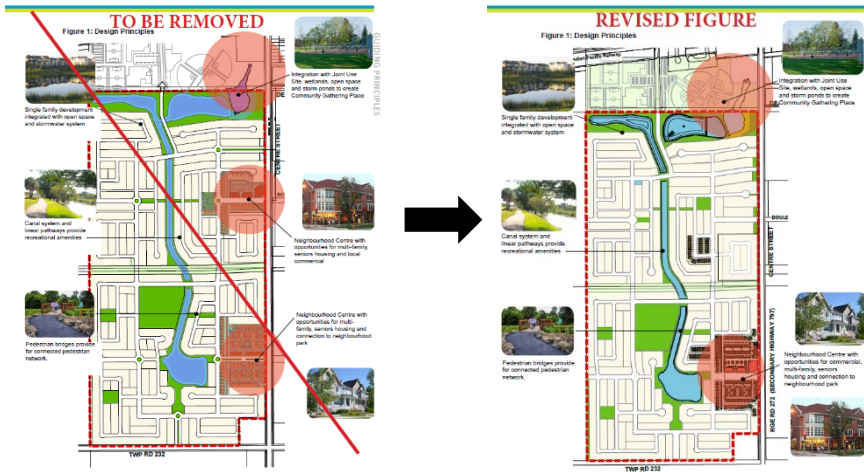 TO BE REMOVED
Figure 1: Design Principles
GUIDING PRINCIPLES
Integration with Joint Use
Site, wetlands, open space
and storm ponds to create
Community Gathering Place
DE
Single family development
integrated with open space
and stormwater system
CENTRE STREET
Canal system and
linear pathways provide
recreational amenities
Neighbourhood Centre with
opportunities for multi-family,
seniors housing and local
commercial
Neighbourhood Centre with
opportunities for multi-
family, seniors housing and
connection to neighbourhood
park
Pedestrian bridges provide
for connected pedestrian
network.
TWP RD 232
REVISED FIGURE
Figure 1: Design Principles
Integration with Joint Use
Site, wetlands, open space
and storm ponds to create
Community Gathering Place
DE
Single family development
integrated with open space
and stormwater system
BOULE
CENTRE STREET
Canal system and
linear pathways provide
recreational amenities
Pedestrian bridges provide
for connected pedestrian
network.
Neighbourhood Centre with
opportunities for commercial,
multi-family, seniors
housing and connection to
neighbourhood park
RGE RD 272 (SECONDARY HIGHWAY 797)
TWP RD 232